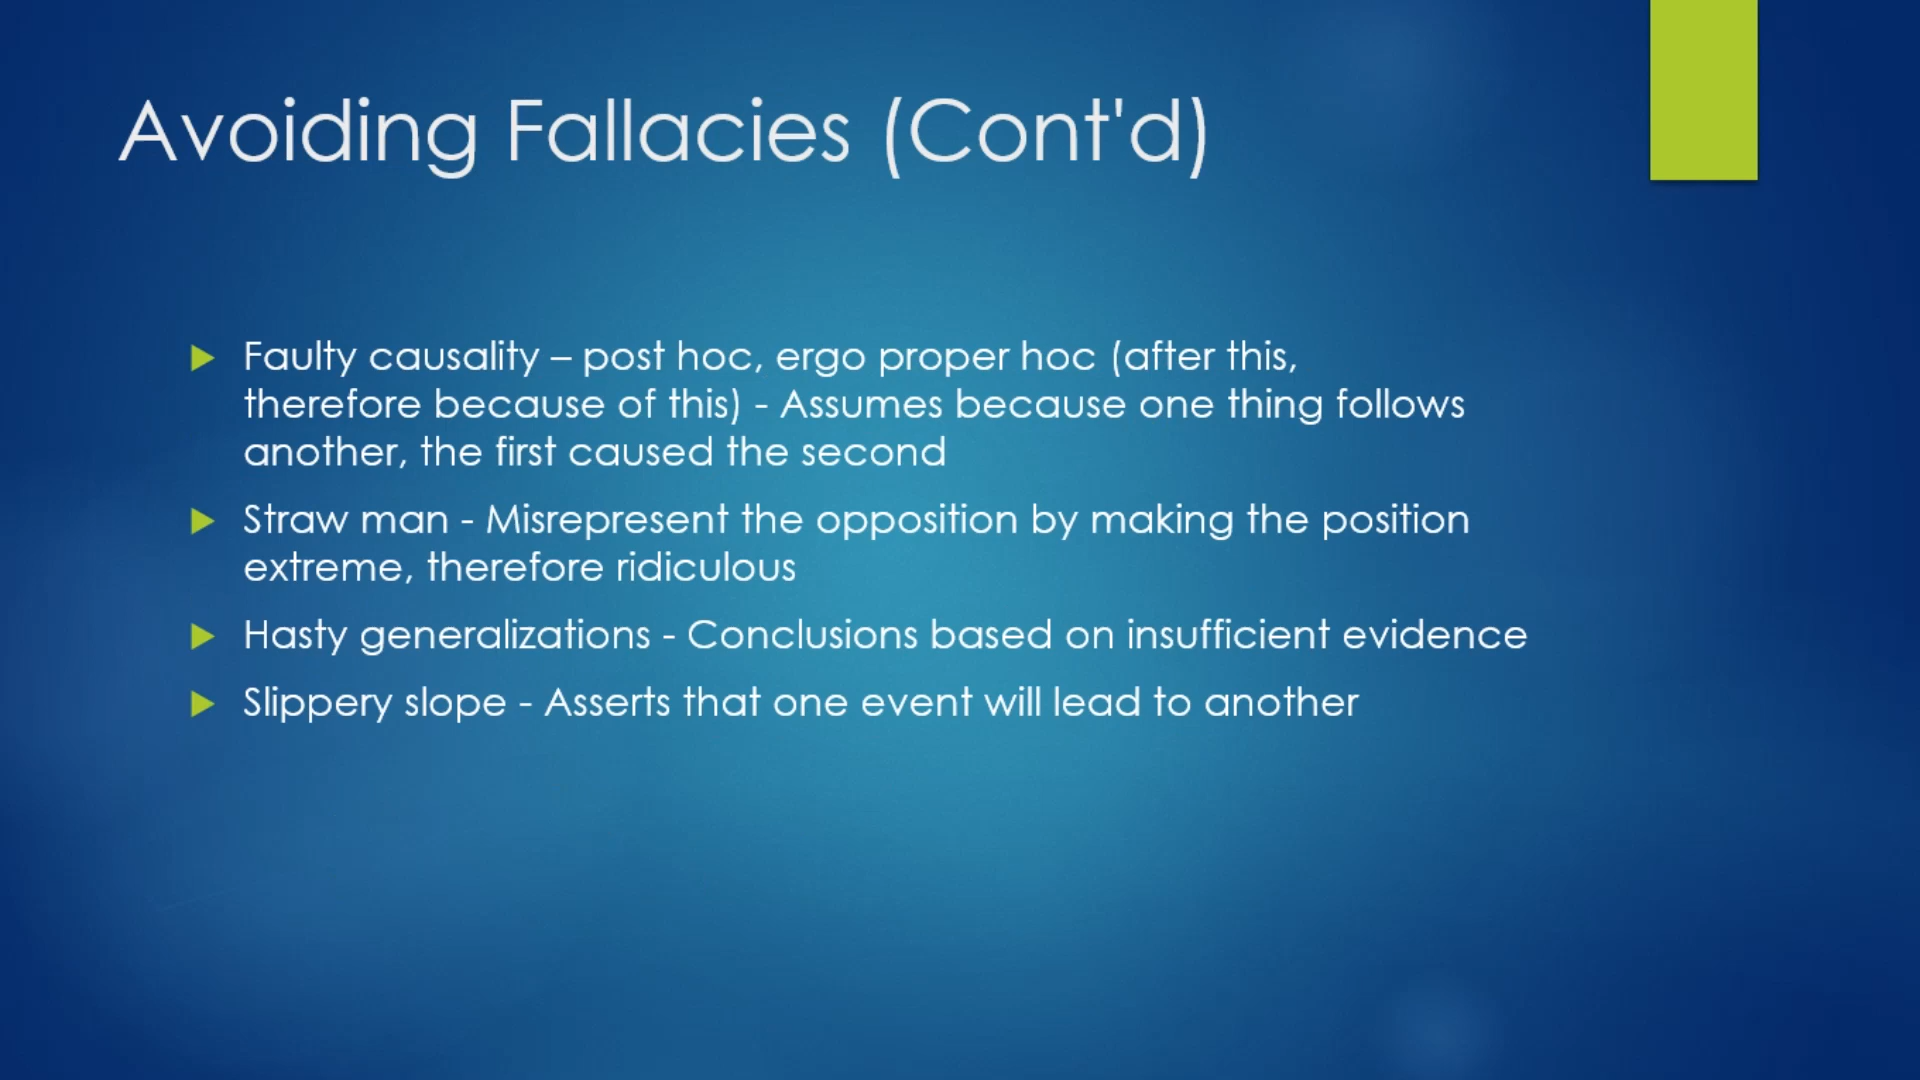 Avoiding Fallacies (Cont'd)
Faulty causality – post hoc, ergo proper hoc (after this,
therefore because of this) - Assumes because one thing follows
another, the first caused the second
Straw man - Misrepresent the opposition by making the position
extreme, therefore ridiculous
Hasty generalizations - Conclusions based on insufficient evidence
Slippery slope - Asserts that one event will lead to another